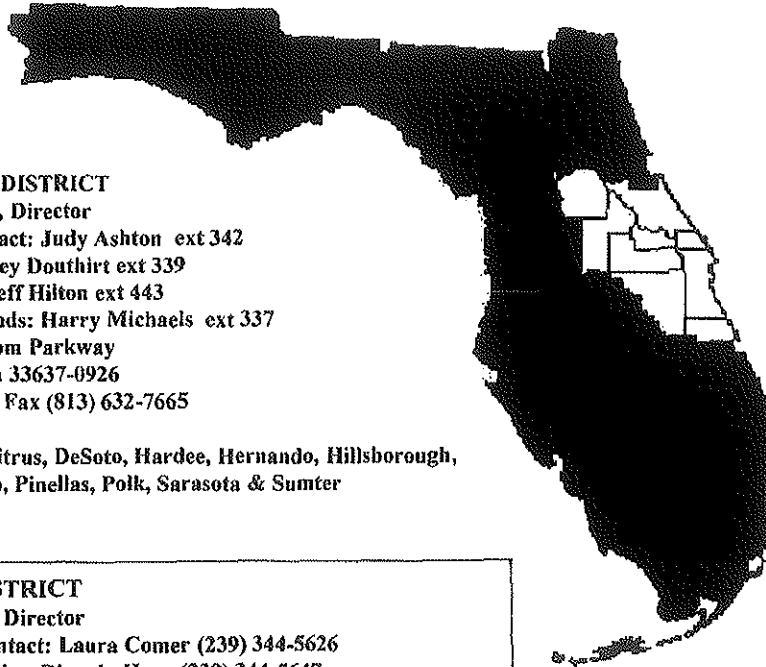 DISTRICT
, Director
act: Judy Ashton ext 342
ey Douthirt ext 339
eff Hilton ext 443
nds: Harry Michaels ext 337
om Parkway
33637-0926
Fax (813) 632-7665
itrus, DeSoto, Hardee, Hernando, Hillsborough,
, Pinellas, Polk, Sarasota & Sumter
STRICT
Director
ntact: Laura Comer (239) 344-5626